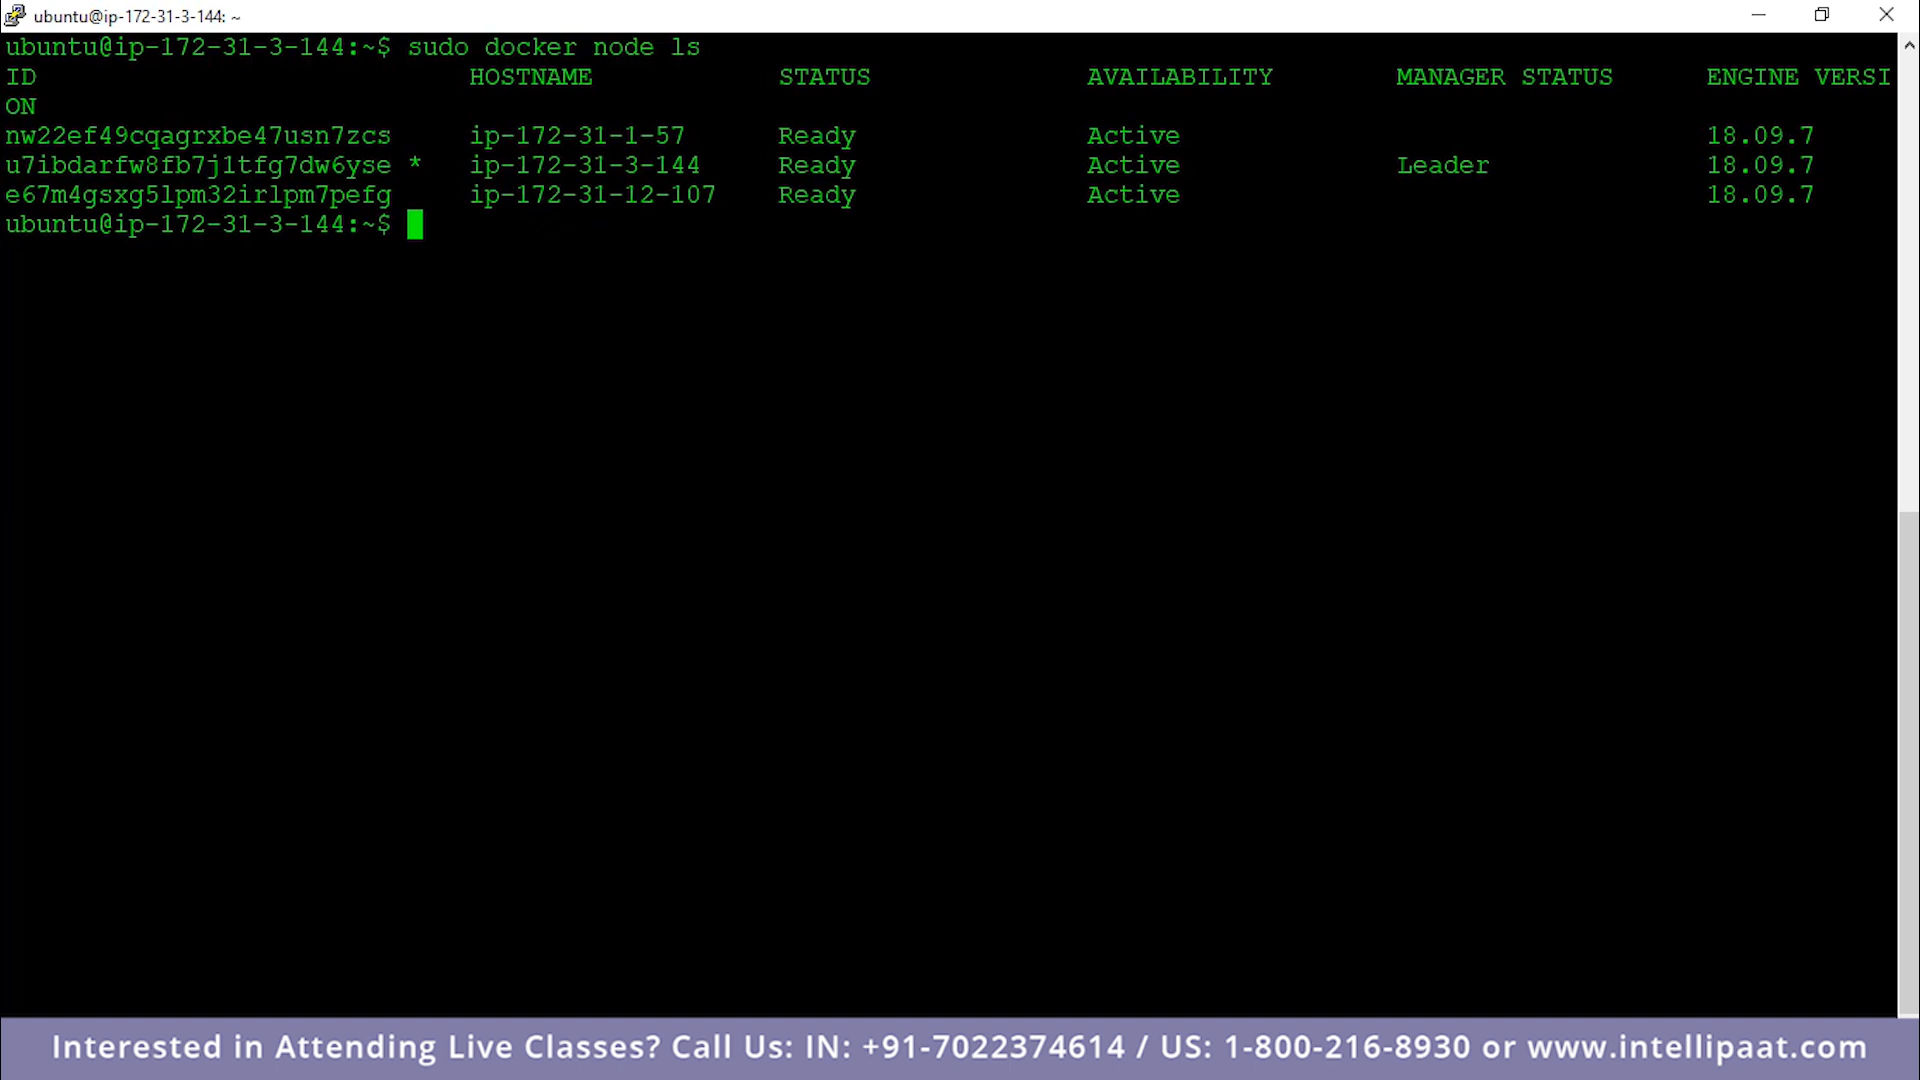 ubuntu@ip-172-31-3-144: ~
ubuntu@ip-172-31-3-144:~$ sudo docker node ls
ID HOSTNAME STATUS AVAILABILITY MANAGER STATUS ENGINE VERSI
ON
nw22ef49cqagrxbe47usn7zcs ip-172-31-1-57 Ready Active 18.09.7
u7ibdarfw8fb7j1tfg7dw6yse * ip-172-31-3-144 Ready Active Leader 18.09.7
e67m4gsxg5lpm32irlpm7pefg ip-172-31-12-107 Ready Active 18.09.7
ubuntu@ip-172-31-3-144:~$
Interested in Attending Live Classes? Call Us: IN: +91-7022374614 / US: 1-800-216-8930 or www.intellipaat.com